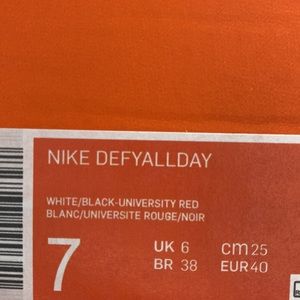 NIKE DEFYALLDAY
WHITE/BLACK-UNIVERSITY RED
BLANC/UNIVERSITE ROUGE/NOIR
7
UK 6 cm 25
BR 38 EUR 40